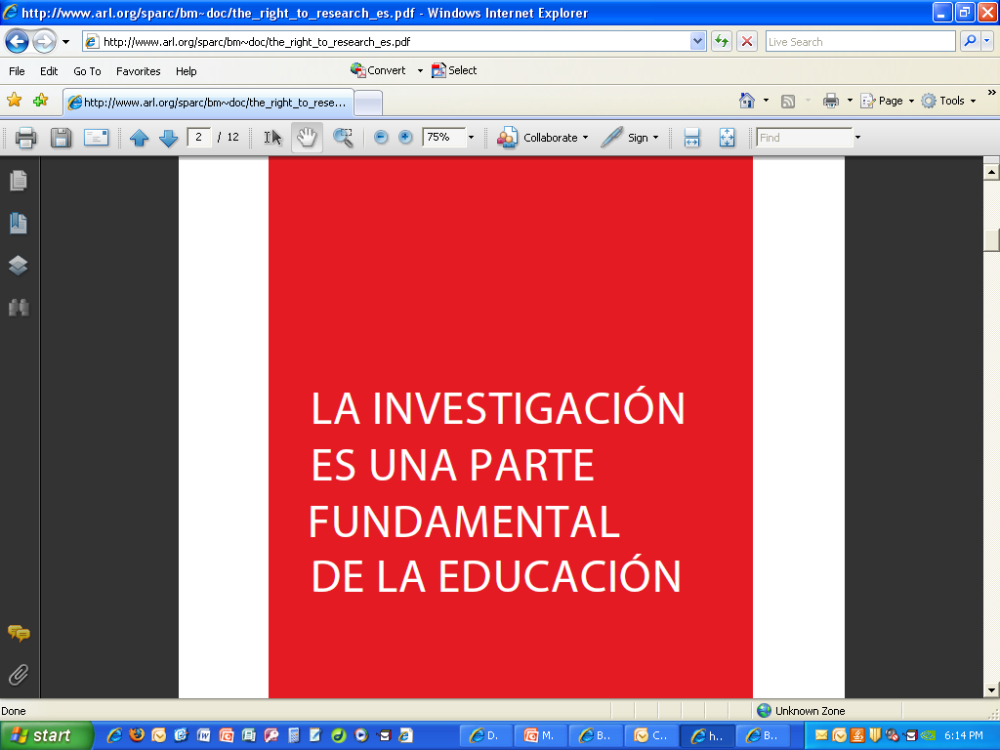 http://www.arl.org/sparc/bm~doc/the_right_to_research_es.pdf - Windows Internet Explorer
http://www.arl.org/sparc/bm~doc/the_right_to_research_es.pdf
Live Search
File Edit Go To Favorites Help
Convert Select
http://www.arl.org/sparc/bm~doc/the_right_to_rese...
Page Tools
2 / 12
75%
Collaborate
Sign
Find
LA INVESTIGACIÓN
ES UNA PARTE
FUNDAMENTAL
DE LA EDUCACIÓN
Done
Unknown Zone
start
D.. M.. B.. C.. h.. B..
6:14 PM